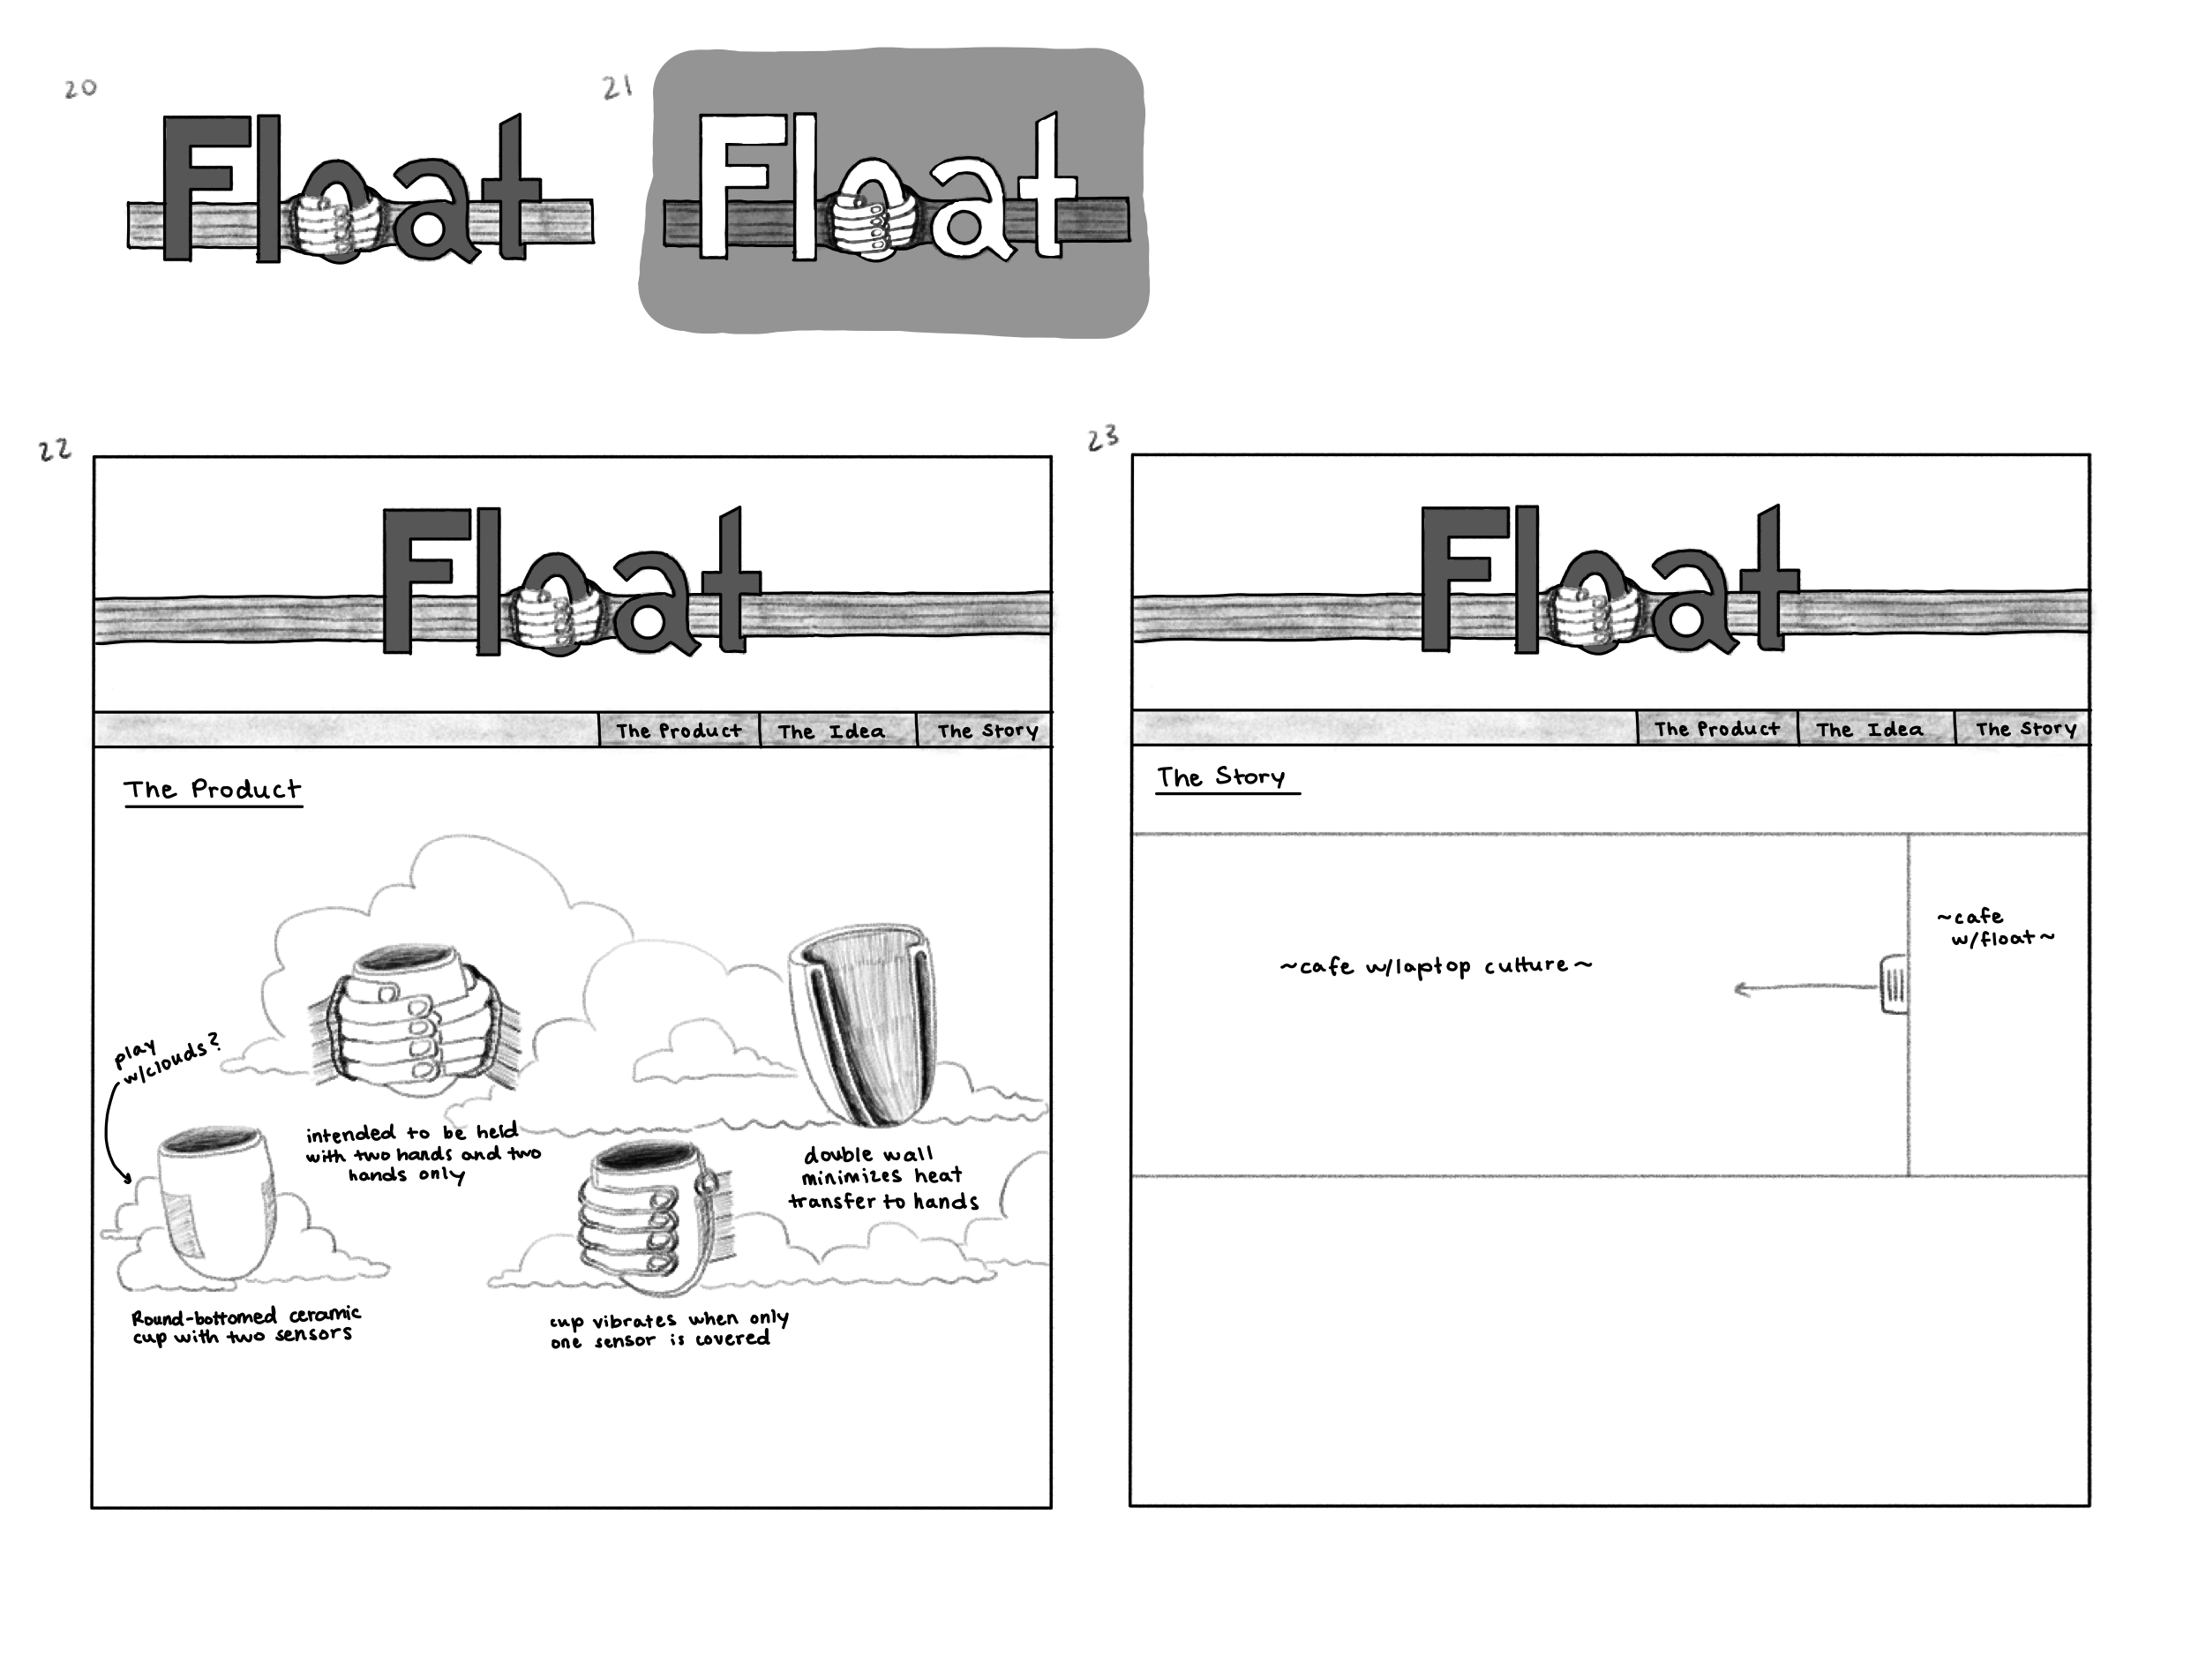 20
Float
21
Float
22
Float
The Product
The Idea
The Story
The Product
play
w/clouds?
intended to be held
with two hands and two
hands only
double wall
minimizes heat
transfer to hands
Round-bottomed ceramic
cup with two sensors
cup vibrates when only
one sensor is covered
23
Float
The Product
The Idea
The Story
The Story
~cafe w/laptop culture~
~cafe
w/float~